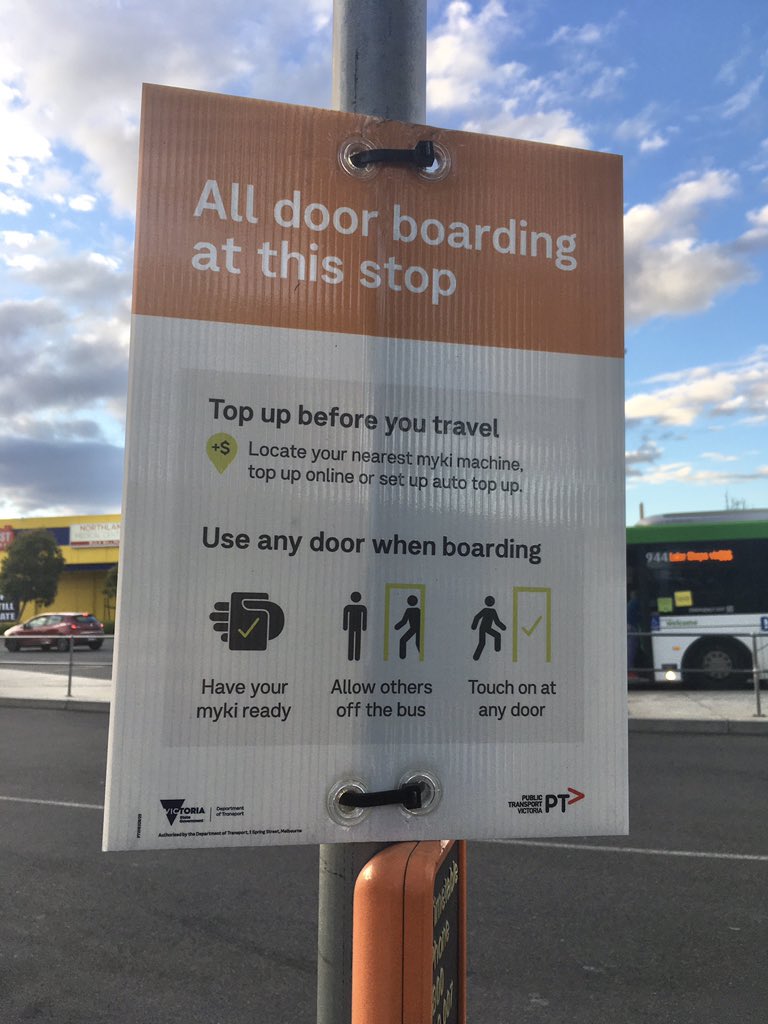 All door boarding
at this stop
Top up before you travel
+$
Locate your nearest myki machine,
top up online or set up auto top up.
Use any door when boarding
Have your
myki ready
Allow others
off the bus
Touch on at
any door
VICTORIA
State
Government
Department
of Transport
Authorised by the Department of Transport, 1 Spring Street, Melbourne
PUBLIC
TRANSPORT
VICTORIA
PT>
NORTHLAND
MEDICAL
944
welcome